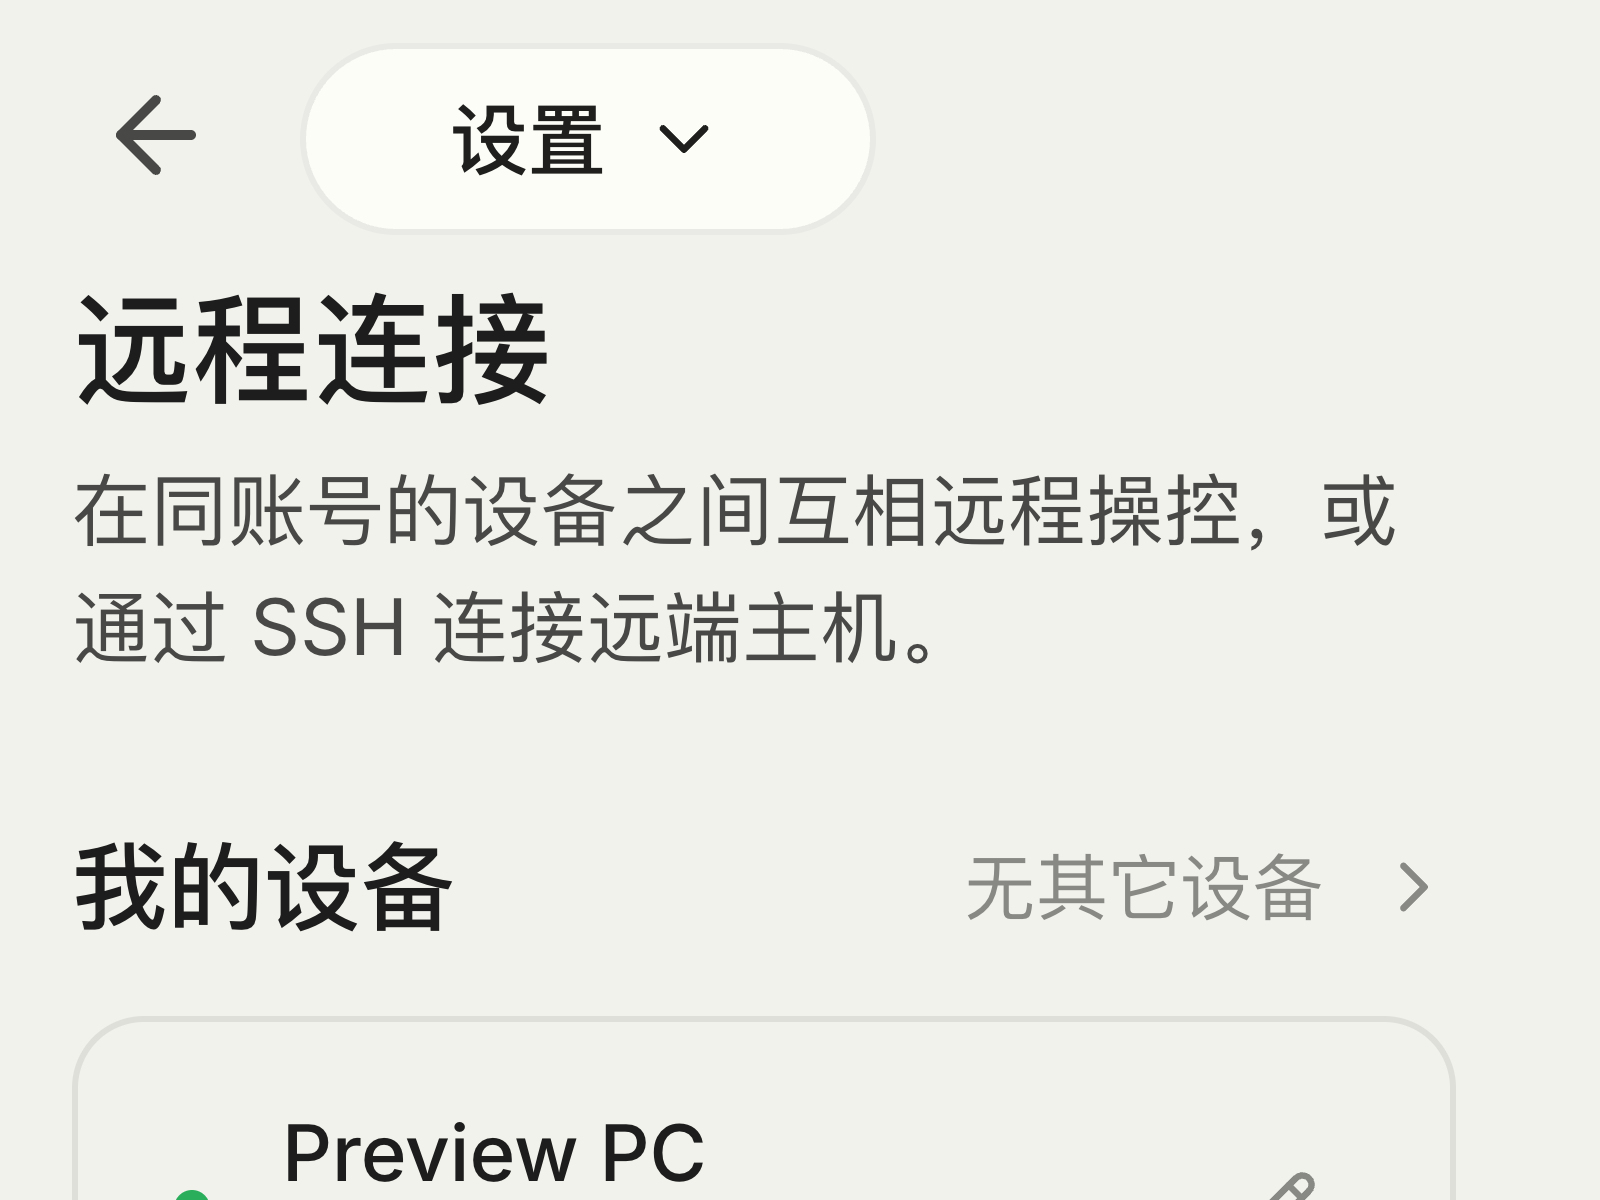 设置
远程连接
在同账号的设备之间互相远程操控，或
通过 SSH 连接远端主机。
我的设备
无其它设备
Preview PC